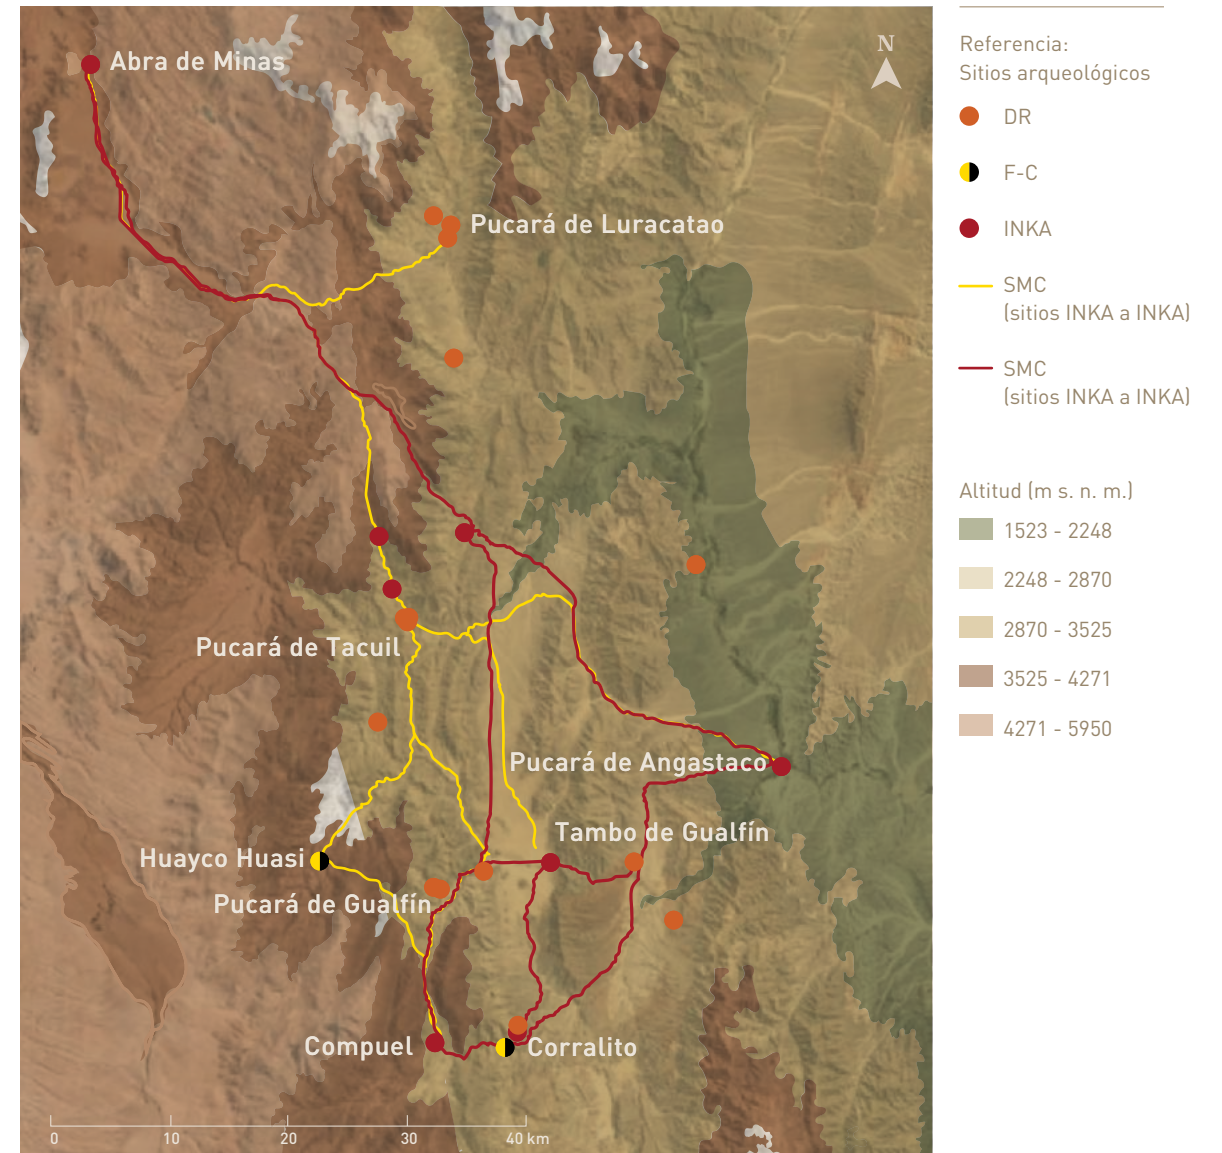 Abra de Minas
N
Pucará de Luracatao
Pucará de Tacuil
Pucará de Angastaco
Tambo de Gualfín
Huayco Huasi
Pucará de Gualfín
Compuel
Corralito
0 10 20 30 40 km
Referencia:
Sitios arqueológicos
DR
F-C
INKA
SMC
(sitios INKA a INKA)
SMC
(sitios INKA a INKA)
Altitud (m s. n. m.)
1523 - 2248
2248 - 2870
2870 - 3525
3525 - 4271
4271 - 5950